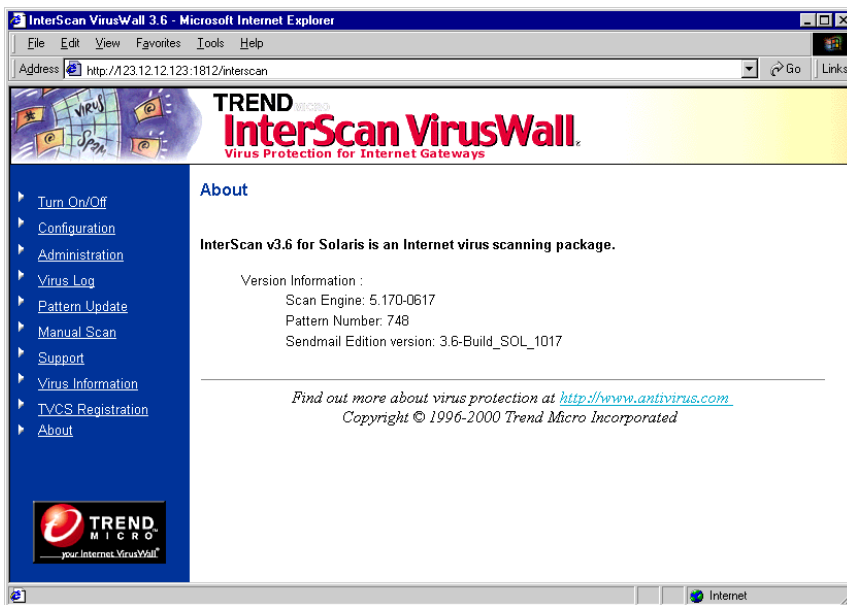 InterScan VirusWall 3.6 - Microsoft Internet Explorer
File Edit View Favorites Tools Help
Address http://123.12.12.123:1812/interscan Go Links
VIRUS
SPAM
TREND MICRO
InterScan VirusWall.
Virus Protection for Internet Gateways
Turn On/Off
Configuration
Administration
Virus Log
Pattern Update
Manual Scan
Support
Virus Information
TVCS Registration
About
TREND
MICRO™
your Internet VirusWall®
About
InterScan v3.6 for Solaris is an Internet virus scanning package.
Version Information :
Scan Engine: 5.170-0617
Pattern Number: 748
Sendmail Edition version: 3.6-Build_SOL_1017
Find out more about virus protection at http://www.antivirus.com
Copyright © 1996-2000 Trend Micro Incorporated
Internet